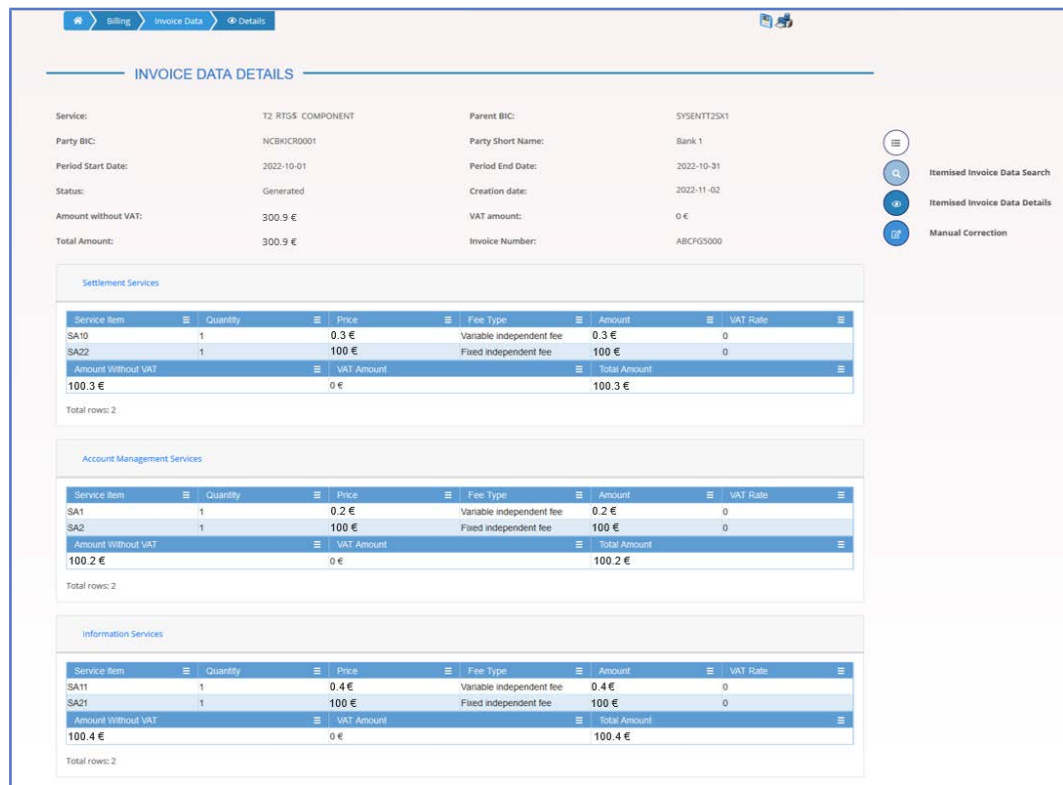 Billing Invoice Data Details
INVOICE DATA DETAILS
Service: T2 RTGS COMPONENT Parent BIC: SYSENTT2SX1
Party BIC: NCBKICR0001 Party Short Name: Bank 1
Period Start Date: 2022-10-01 Period End Date: 2022-10-31
Status: Generated Creation date: 2022-11-02
Amount without VAT: 300.9 € VAT amount: 0 €
Total Amount: 300.9 € Invoice Number: ABCFG5000
Itemised Invoice Data Search
Itemised Invoice Data Details
Manual Correction
Settlement Services
Service Item Quantity Price Fee Type Amount VAT Rate
SA10 1 0.3 € Variable independent fee 0.3 € 0
SA22 1 100 € Fixed independent fee 100 € 0
Amount Without VAT VAT Amount Total Amount
100.3 € 0 € 100.3 €
Total rows: 2
Account Management Services
Service Item Quantity Price Fee Type Amount VAT Rate
SA1 1 0.2 € Variable independent fee 0.2 € 0
SA2 1 100 € Fixed independent fee 100 € 0
Amount Without VAT VAT Amount Total Amount
100.2 € 0 € 100.2 €
Total rows: 2
Information Services
Service Item Quantity Price Fee Type Amount VAT Rate
SA11 1 0.4 € Variable independent fee 0.4 € 0
SA21 1 100 € Fixed independent fee 100 € 0
Amount Without VAT VAT Amount Total Amount
100.4 € 0 € 100.4 €
Total rows: 2